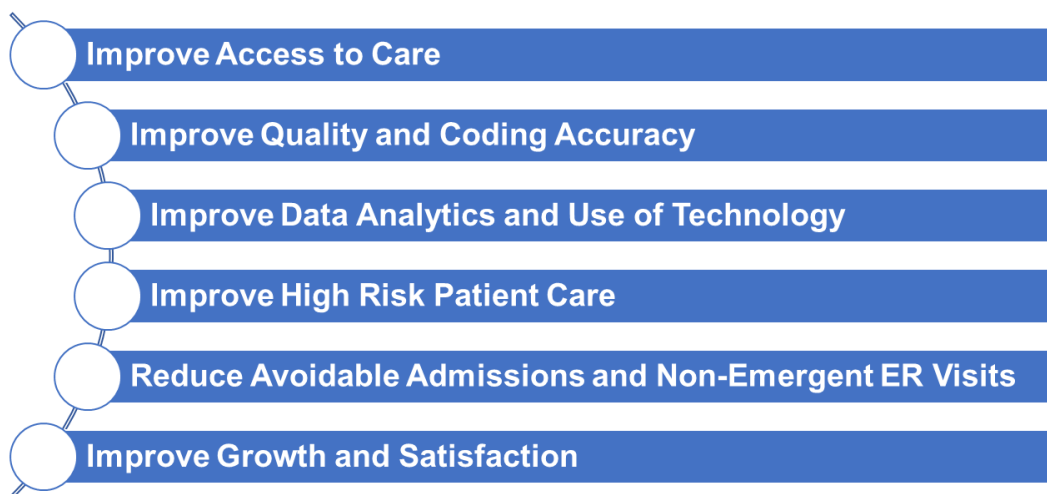 Improve Access to Care
Improve Quality and Coding Accuracy
Improve Data Analytics and Use of Technology
Improve High Risk Patient Care
Reduce Avoidable Admissions and Non-Emergent ER Visits
Improve Growth and Satisfaction